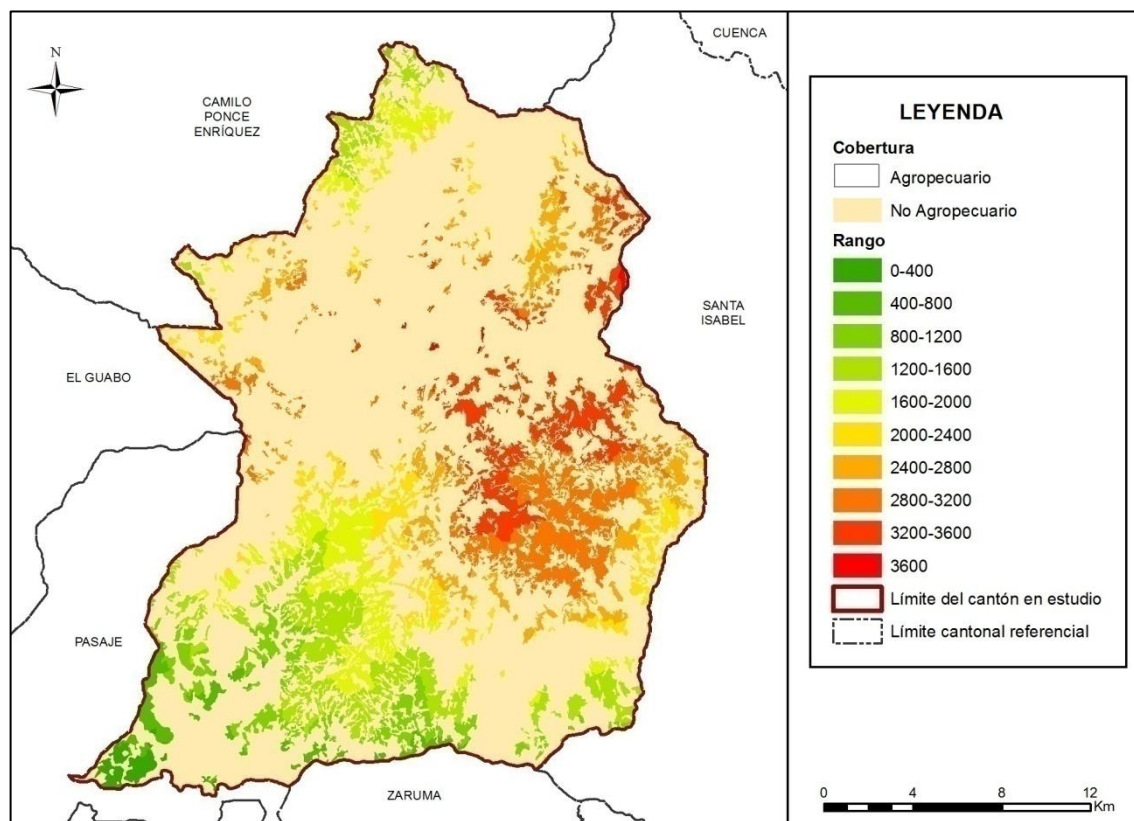 CUENCA
N
CAMILO
PONCE
ENRÍQUEZ
SANTA
ISABEL
EL GUABO
PASAJE
ZARUMA
LEYENDA
Cobertura
Agropecuario
No Agropecuario
Rango
0-400
400-800
800-1200
1200-1600
1600-2000
2000-2400
2400-2800
2800-3200
3200-3600
3600
Límite del cantón en estudio
Límite cantonal referencial
0 4 8 12
Km